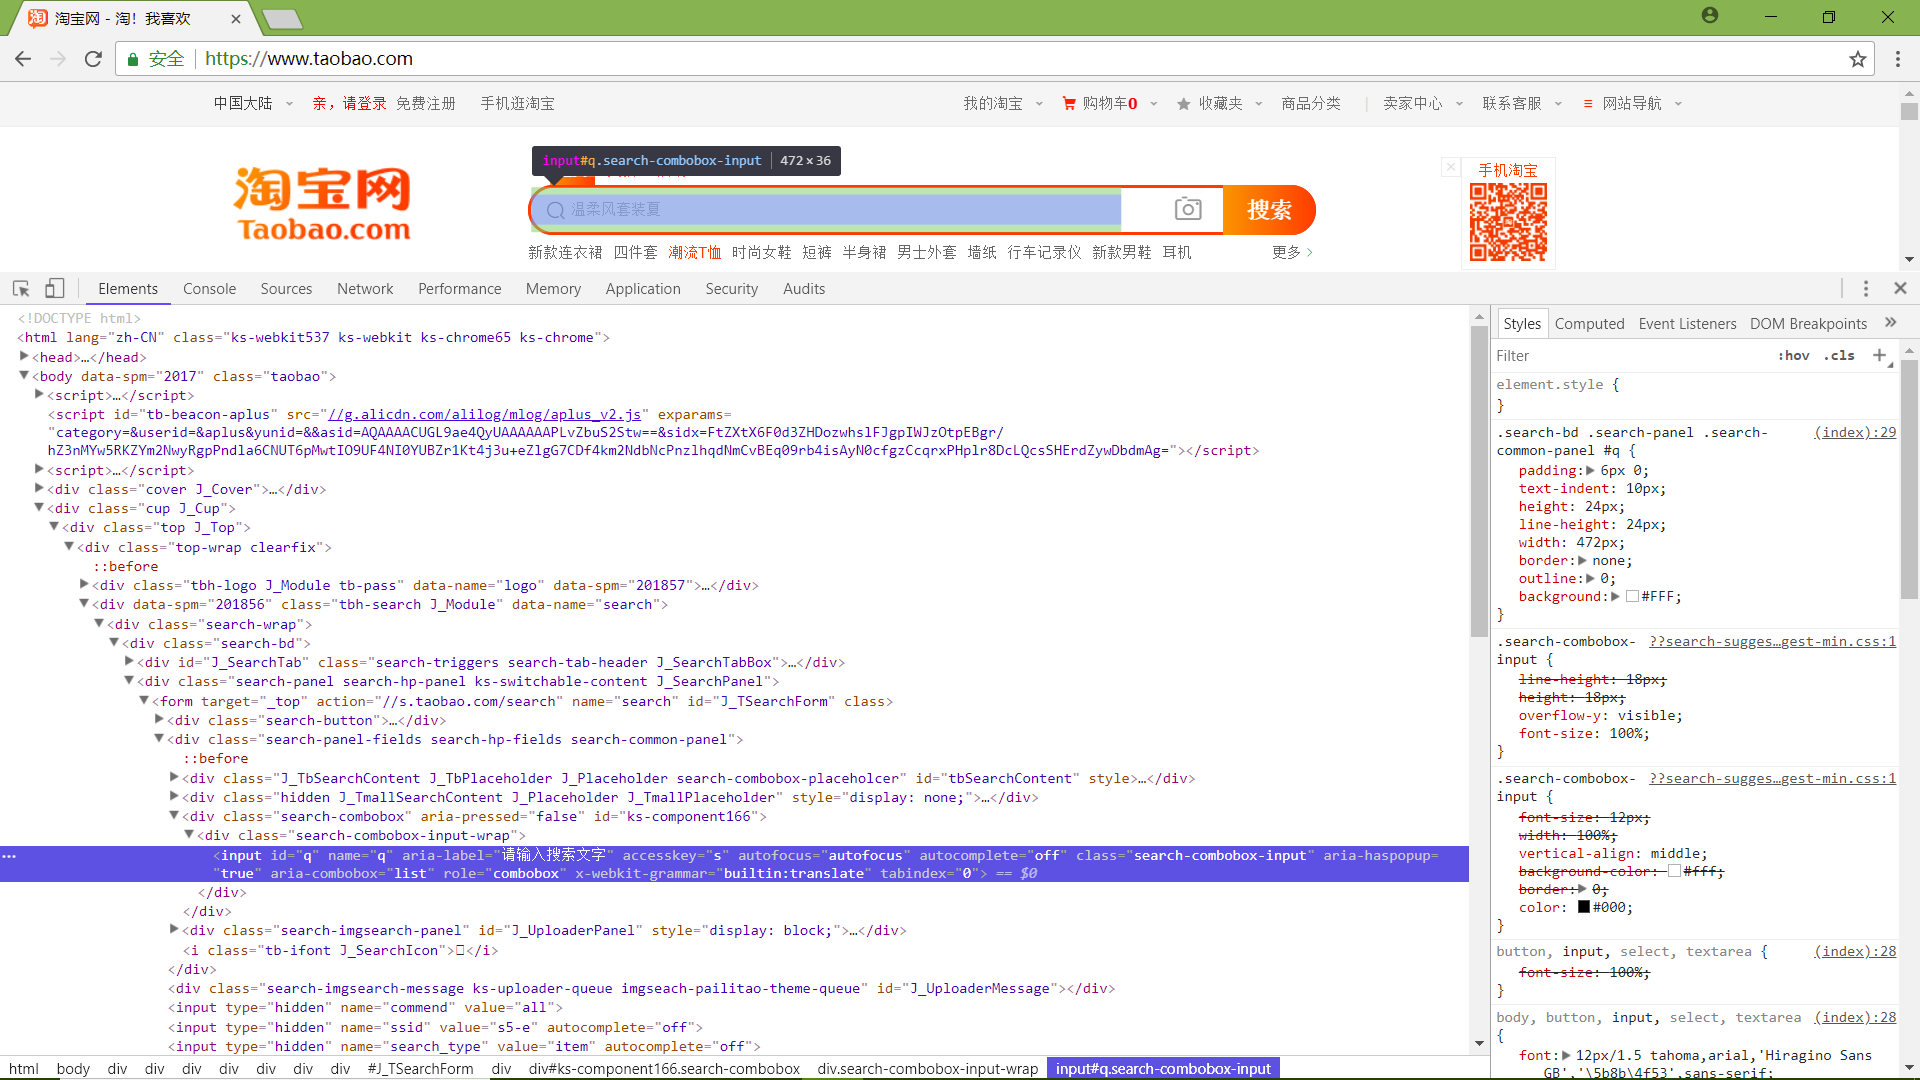 淘宝网 - 淘！我喜欢
安全 https://www.taobao.com
中国大陆 亲，请登录 免费注册 手机逛淘宝 我的淘宝 购物车0 收藏夹 商品分类 卖家中心 联系客服 网站导航
input#q.search-combobox-input 472×36
淘宝网
Taobao.com
温柔风套装夏
搜索
手机淘宝
新款连衣裙 四件套 潮流T恤 时尚女鞋 短裤 半身裙 男士外套 墙纸 行车记录仪 新款男鞋 耳机 更多
Elements Console Sources Network Performance Memory Application Security Audits
<!DOCTYPE html>
<html lang="zh-CN" class="ks-webkit537 ks-webkit ks-chrome65 ks-chrome">
<head>…</head>
<body data-spm="2017" class="taobao">
<script>…</script>
<script id="tb-beacon-aplus" src="//g.alicdn.com/alilog/mlog/aplus_v2.js" exparams=
"category=&userid=&aplus&yunid=&&asid=AQAAAACUGL9ae4QyUAAAAAAPLvZbuS2Stw==&sidx=FtZXtX6F0d3ZHDozwhslFJgpIWJzOtpEBgr/
hZ3nMYw5RKZYm2NwyRgpPndla6CNUT6pMwtIO9UF4NI0YUBZr1Kt4j3u+eZlgG7CDf4km2NdbNcPnzlhqdNmCvBEq09rb4isAyN0cfgzCcqrxPHplr8DcLQcsSHErdZywDbdmAg="></script>
<script>…</script>
<div class="cover J_Cover">…</div>
<div class="cup J_Cup">
<div class="top J_Top">
<div class="top-wrap clearfix">
::before
<div class="tbh-logo J_Module tb-pass" data-name="logo" data-spm="201857">…</div>
<div data-spm="201856" class="tbh-search J_Module" data-name="search">
<div class="search-wrap">
<div class="search-bd">
<div id="J_SearchTab" class="search-triggers search-tab-header J_SearchTabBox">…</div>
<div class="search-panel search-hp-panel ks-switchable-content J_SearchPanel">
<form target="_top" action="//s.taobao.com/search" name="search" id="J_TSearchForm" class>
<div class="search-button">…</div>
<div class="search-panel-fields search-hp-fields search-common-panel">
::before
<div class="J_TbSearchContent J_TbPlaceholder J_Placeholder search-combobox-placeholcer" id="tbSearchContent" style>…</div>
<div class="hidden J_TmallSearchContent J_Placeholder J_TmallPlaceholder" style="display: none;">…</div>
<div class="search-combobox" aria-pressed="false" id="ks-component166">
<div class="search-combobox-input-wrap">
… <input id="q" name="q" aria-label="请输入搜索文字" accesskey="s" autofocus="autofocus" autocomplete="off" class="search-combobox-input" aria-haspopup=
"true" aria-combobox="list" role="combobox" x-webkit-grammar="builtin:translate" tabindex="0"> == $0
</div>
</div>
<div class="search-imgsearch-panel" id="J_UploaderPanel" style="display: block;">…</div>
<i class="tb-ifont J_SearchIcon"></i>
</div>
<div class="search-imgsearch-message ks-uploader-queue imgseach-pailitao-theme-queue" id="J_UploaderMessage"></div>
<input type="hidden" name="commend" value="all">
<input type="hidden" name="ssid" value="s5-e" autocomplete="off">
<input type="hidden" name="search_type" value="item" autocomplete="off">
html body div div div div div div div #J_TSearchForm div div#ks-component166.search-combobox div.search-combobox-input-wrap input#q.search-combobox-input
Styles Computed Event Listeners DOM Breakpoints »
Filter :hov .cls +
element.style {
}
.search-bd .search-panel .search- (index):29
common-panel #q {
padding: 6px 0;
text-indent: 10px;
height: 24px;
line-height: 24px;
width: 472px;
border: none;
outline: 0;
background: #FFF;
}
.search-combobox- ??search-sugges…gest-min.css:1
input {
line-height: 18px;
height: 18px;
overflow-y: visible;
font-size: 100%;
}
.search-combobox- ??search-sugges…gest-min.css:1
input {
font-size: 12px;
width: 100%;
vertical-align: middle;
background-color: #fff;
border: 0;
color: #000;
}
button, input, select, textarea { (index):28
font-size: 100%;
}
body, button, input, select, textarea (index):28
{
font: 12px/1.5 tahoma,arial,'Hiragino Sans
GB','\5b8b\4f53',sans-serif;